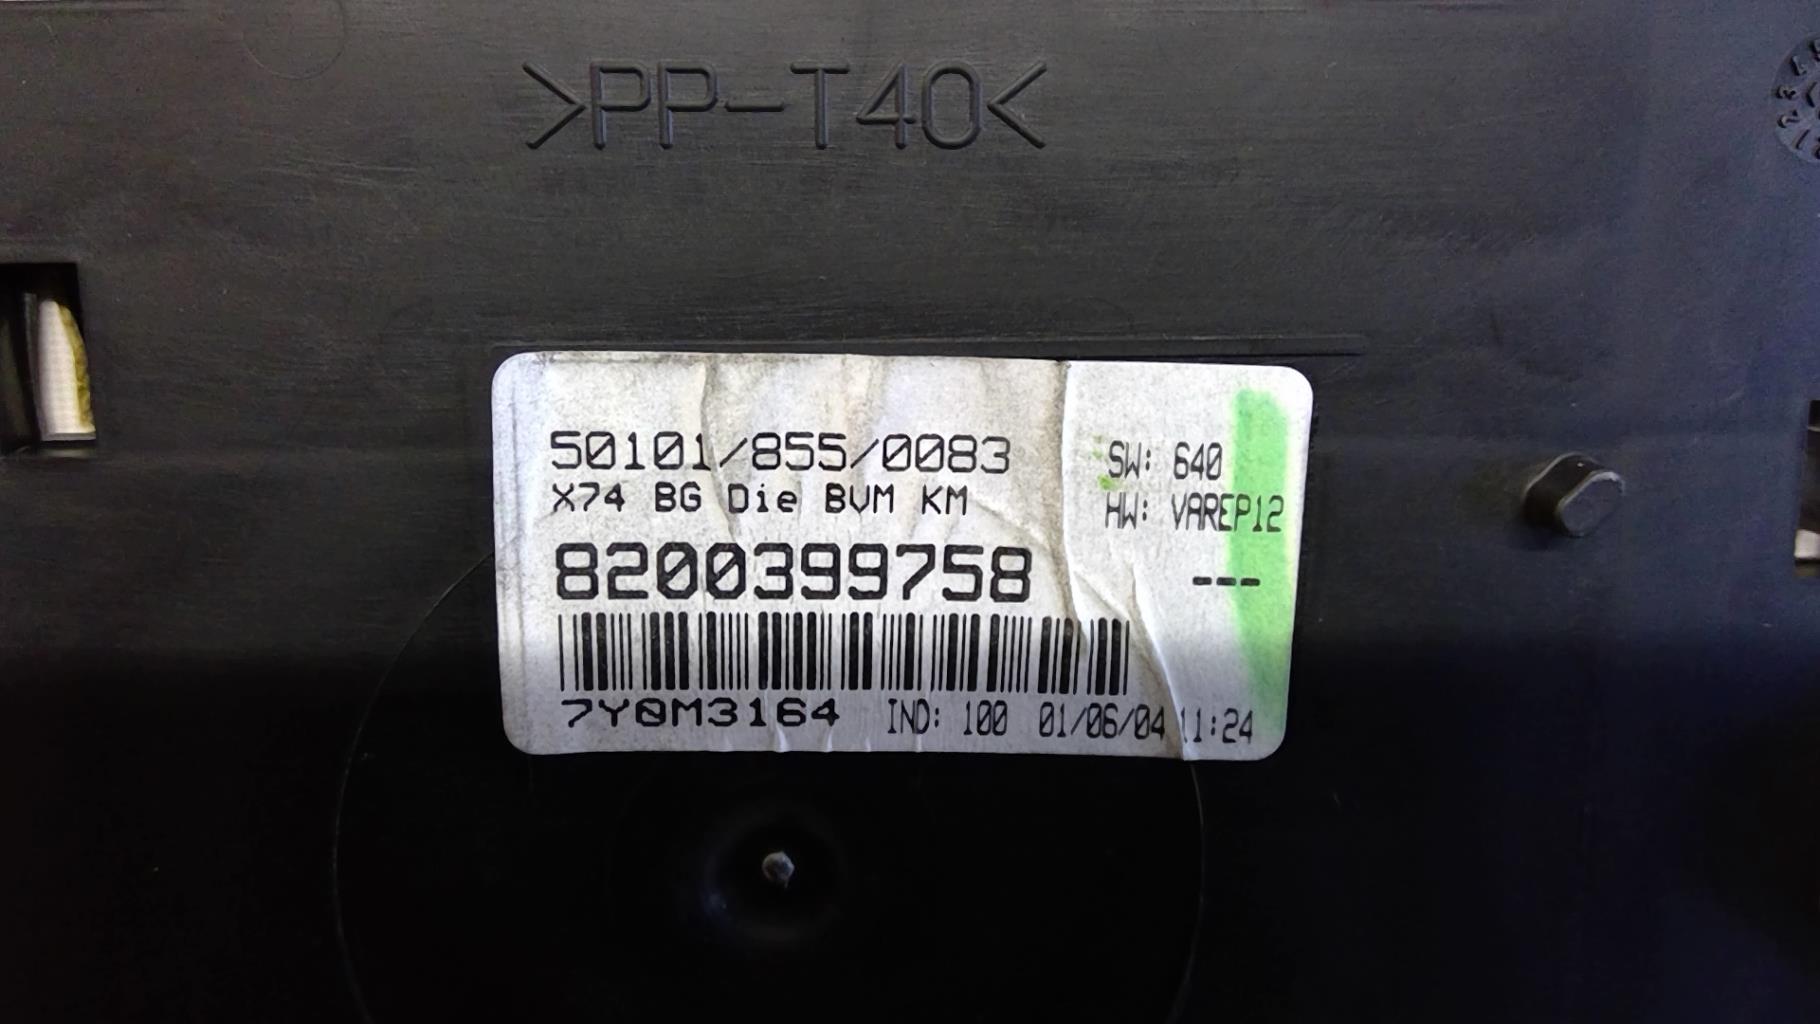 >PP-T40<
50101/855/0083
X74 BG Die BVM KM
SW: 640
HW: VAREP12
8200399758
---
7Y0M3164 IND: 100 01/06/04 11:24